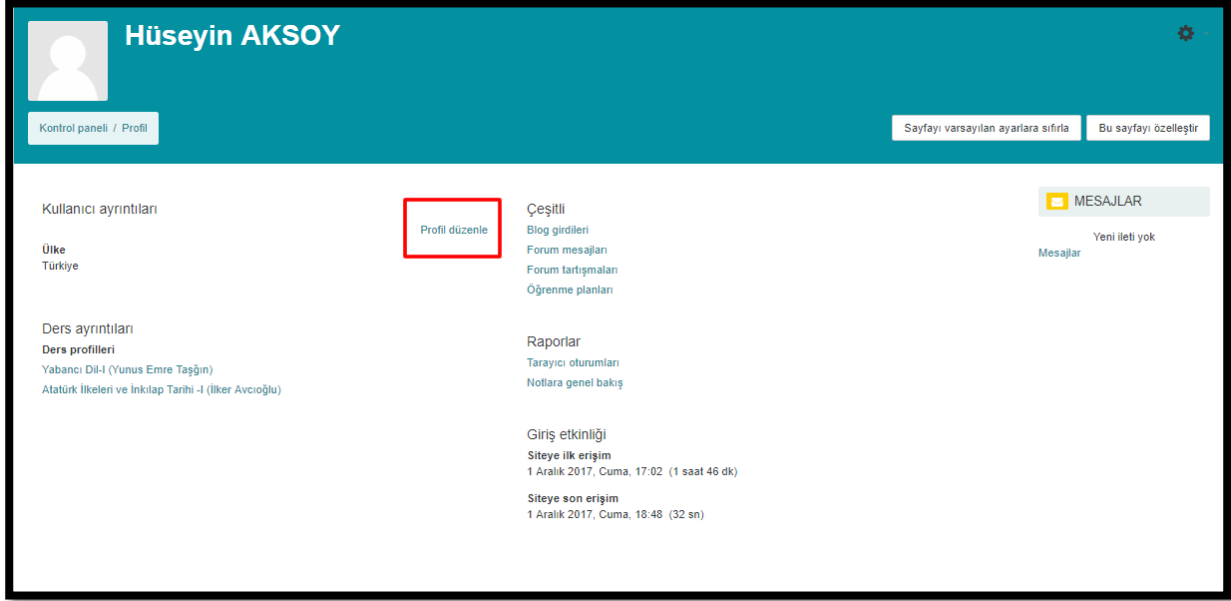 Hüseyin AKSOY
Kontrol paneli / Profil
Sayfayı varsayılan ayarlara sıfırla
Bu sayfayı özelleştir
Kullanıcı ayrıntıları
Profil düzenle
Ülke
Türkiye
Ders ayrıntıları
Ders profilleri
Yabancı Dil-I (Yunus Emre Taşğın)
Atatürk İlkeleri ve İnkılap Tarihi -I (İlker Avcıoğlu)
Çeşitli
Blog girdileri
Forum mesajları
Forum tartışmaları
Öğrenme planları
Raporlar
Tarayıcı oturumları
Notlara genel bakış
Giriş etkinliği
Siteye ilk erişim
1 Aralık 2017, Cuma, 17:02 (1 saat 46 dk)
Siteye son erişim
1 Aralık 2017, Cuma, 18:48 (32 sn)
MESAJLAR
Yeni ileti yok
Mesajlar